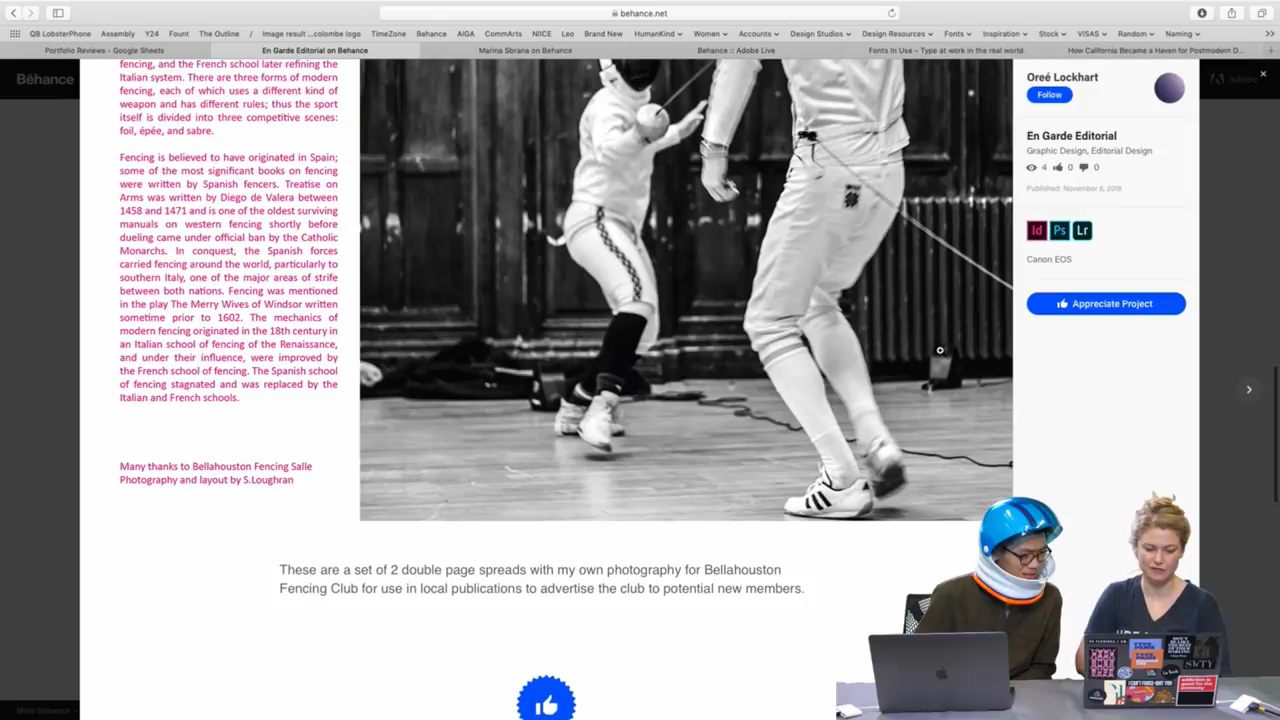 behance.net
QB LobsterPhone Assembly Y24 Fount The Outline / Image result ...colombe logo TimeZone Behance AIGA CommArts NIICE Leo Brand New HumanKind Women Accounts Design Studios Design Resources Fonts Inspiration Stock VISAS Random Naming
Portfolio Reviews - Google Sheets En Garde Editorial on Behance Marina Sbrana on Behance Behance :: Adobe Live Fonts In Use – Type at work in the real world. How California Became a Haven for Postmodern D...
Bēhance
Adobe
fencing, and the French school later refining the
Italian system. There are three forms of modern
fencing, each of which uses a different kind of
weapon and has different rules; thus the sport
itself is divided into three competitive scenes:
foil, épée, and sabre.
Fencing is believed to have originated in Spain;
some of the most significant books on fencing
were written by Spanish fencers. Treatise on
Arms was written by Diego de Valera between
1458 and 1471 and is one of the oldest surviving
manuals on western fencing shortly before
dueling came under official ban by the Catholic
Monarchs. In conquest, the Spanish forces
carried fencing around the world, particularly to
southern Italy, one of the major areas of strife
between both nations. Fencing was mentioned
in the play The Merry Wives of Windsor written
sometime prior to 1602. The mechanics of
modern fencing originated in the 18th century in
an Italian school of fencing of the Renaissance,
and under their influence, were improved by
the French school of fencing. The Spanish school
of fencing stagnated and was replaced by the
Italian and French schools.
Many thanks to Bellahouston Fencing Salle
Photography and layout by S.Loughran
These are a set of 2 double page spreads with my own photography for Bellahouston
Fencing Club for use in local publications to advertise the club to potential new members.
Oreé Lockhart
Follow
En Garde Editorial
Graphic Design, Editorial Design
4 0 0
Published: November 6, 2018
Id Ps Lr
Canon EOS
Appreciate Project